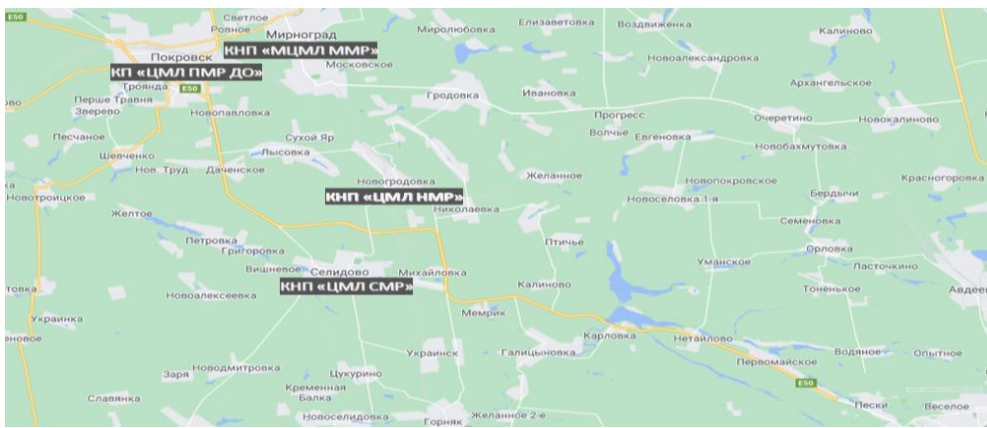 Е50
Светлое
Ровное
Мирноград
КНП «МЦМЛ ММР»
Миролюбовка
Елизаветовка
Воздвиженка
Калиново
Покровск
КП «ЦМЛ ПМР ДО»
Московское
Новоалександровка
Троянда
Е50
Архангельское
Перше Травня
Гродовка
Ивановка
Зверево
Новопавловка
Прогресс
Очеретино
Новокалиново
Песчаное
Сухой Яр
Волчье
Евгеновка
Шевченко
Лысовка
Новобахмутовка
Нов. Труд
Даченское
Новогродовка
Желанное
Новопокровское
Красногоровка
Новотроицкое
КНП «ЦМЛ НМР»
Бердычи
Николаевка
Новоселовка 1-я
Желтое
Семеновка
Петровка
Птичье
Григоровка
Орловка
Вишневое
Селидово
Михайловка
Уманское
Ласточкино
КНП «ЦМЛ СМР»
Калиново
Тоненькое
Авдеев
Новоалексеевка
Мемрик
Украинка
Карловка
Нетайлово
Украинск
Галицыновка
Водяное
Опытное
Первомайское
Новодмитровка
Заря
Цукурино
Е50
Кременная
Балка
Славянка
Новоселидовка
Желанное 2-е
Пески
Веселое
Горняк